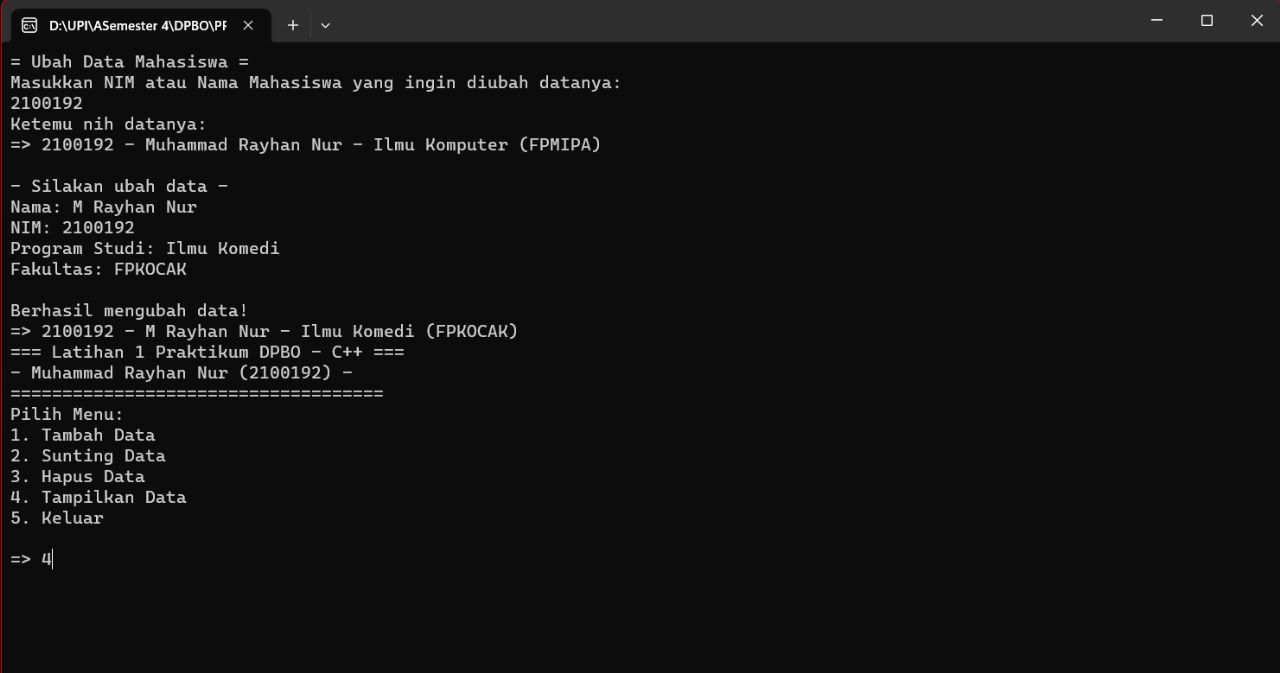 D:\UPI\ASemester 4\DPBO\PF
= Ubah Data Mahasiswa =
Masukkan NIM atau Nama Mahasiswa yang ingin diubah datanya:
2100192
Ketemu nih datanya:
=> 2100192 - Muhammad Rayhan Nur - Ilmu Komputer (FPMIPA)
- Silakan ubah data -
Nama: M Rayhan Nur
NIM: 2100192
Program Studi: Ilmu Komedi
Fakultas: FPKOCAK
Berhasil mengubah data!
=> 2100192 - M Rayhan Nur - Ilmu Komedi (FPKOCAK)
=== Latihan 1 Praktikum DPBO - C++ ===
- Muhammad Rayhan Nur (2100192) -
====================================
Pilih Menu:
1. Tambah Data
2. Sunting Data
3. Hapus Data
4. Tampilkan Data
5. Keluar
=> 4